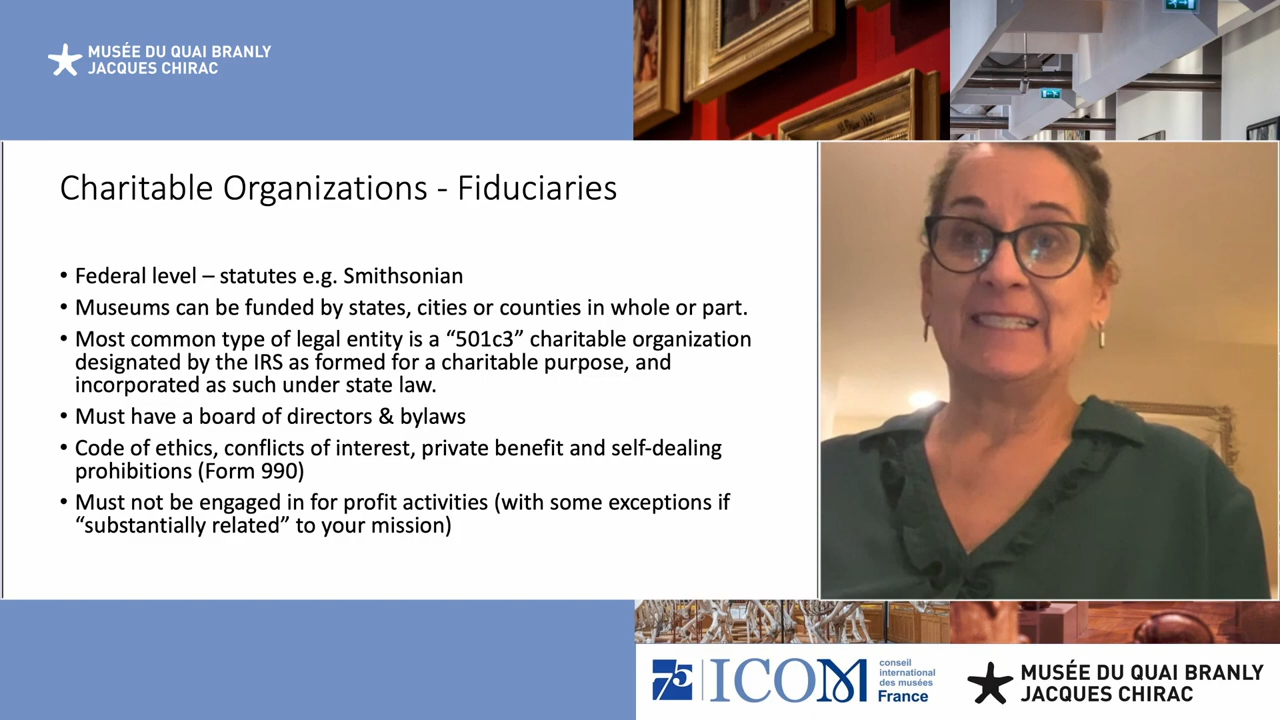 MUSÉE DU QUAI BRANLY
JACQUES CHIRAC
Charitable Organizations - Fiduciaries
• Federal level – statutes e.g. Smithsonian
• Museums can be funded by states, cities or counties in whole or part.
• Most common type of legal entity is a “501c3” charitable organization
designated by the IRS as formed for a charitable purpose, and
incorporated as such under state law.
• Must have a board of directors & bylaws
• Code of ethics, conflicts of interest, private benefit and self-dealing
prohibitions (Form 990)
• Must not be engaged in for profit activities (with some exceptions if
“substantially related” to your mission)
75
ICOM
conseil
international
des musées
France
MUSÉE DU QUAI BRANLY
JACQUES CHIRAC